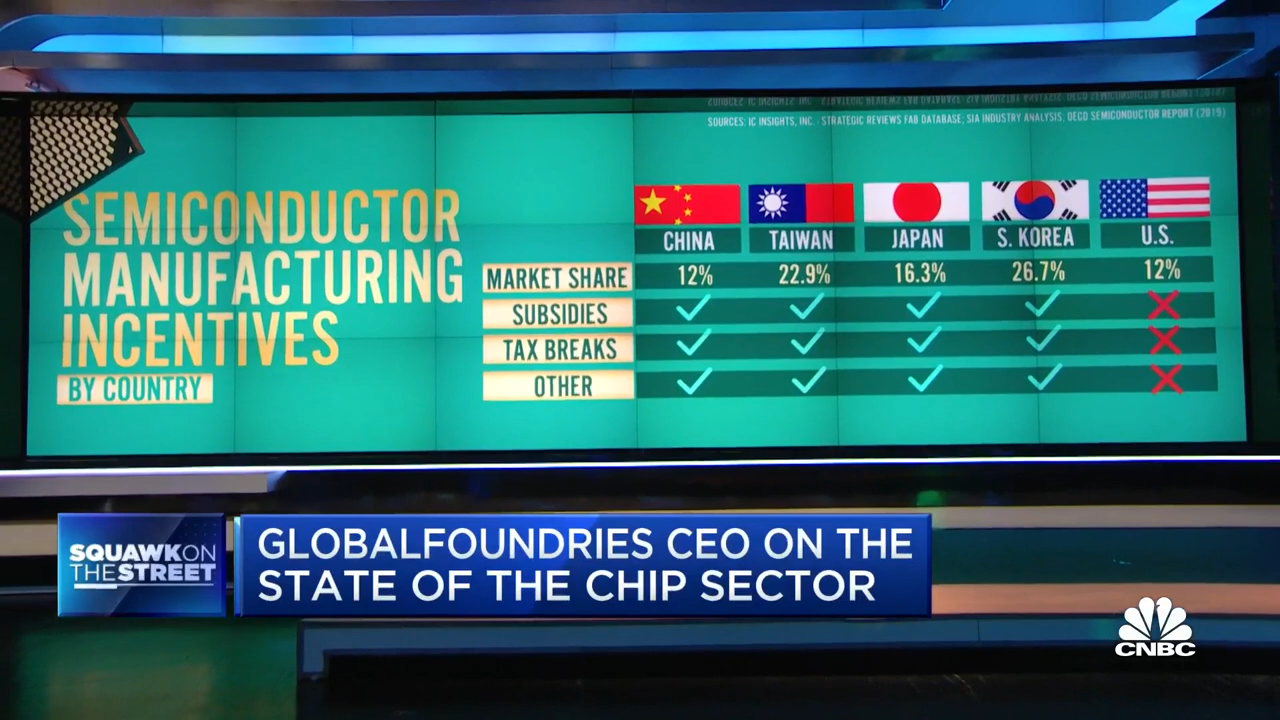 SOURCES: IC INSIGHTS, INC. - STRATEGIC REVIEWS FAB DATABASE; SIA INDUSTRY ANALYSIS, OECD SEMICONDUCTOR REPORT (2019)
SEMICONDUCTOR
MANUFACTURING
INCENTIVES
BY COUNTRY
CHINA TAIWAN JAPAN S. KOREA U.S.
MARKET SHARE 12% 22.9% 16.3% 26.7% 12%
SUBSIDIES
TAX BREAKS
OTHER
SQUAWK ON
THE STREET
GLOBALFOUNDRIES CEO ON THE
STATE OF THE CHIP SECTOR
CNBC